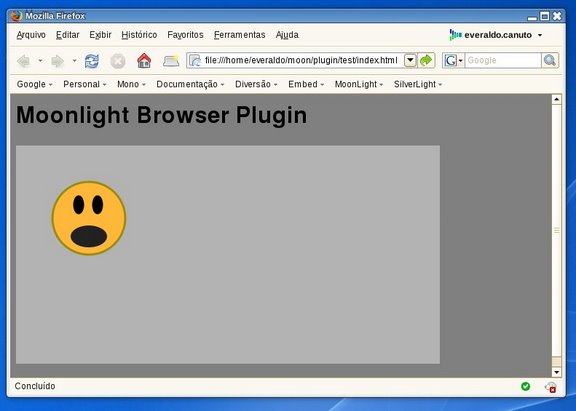 Mozilla Firefox
Arquivo Editar Exibir Histórico Favoritos Ferramentas Ajuda everaldo.canuto
file:///home/everaldo/moon/plugin/test/index.html G Google
Google Personal Mono Documentação Diversão Embed MoonLight SilverLight
Moonlight Browser Plugin
Concluído